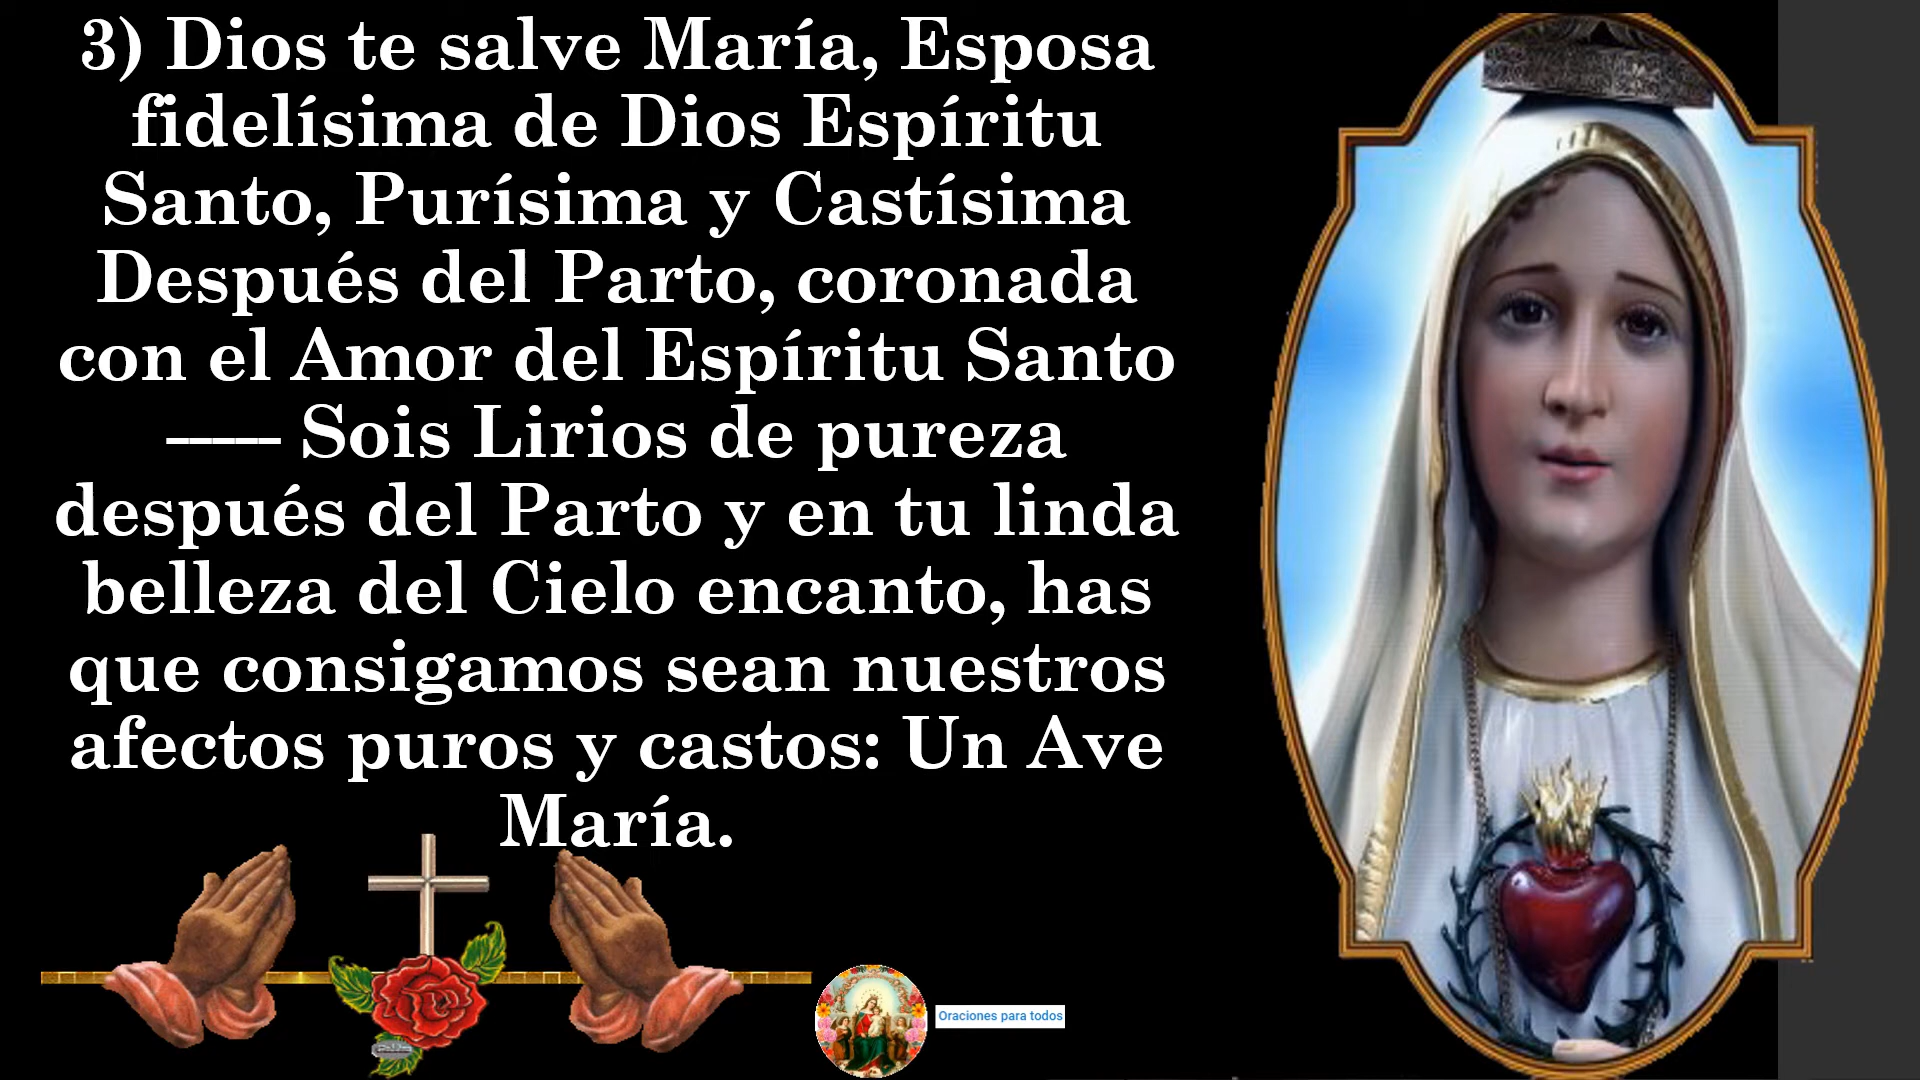 3) Dios te salve María, Esposa
fidelísima de Dios Espíritu
Santo, Purísima y Castísima
Después del Parto, coronada
con el Amor del Espíritu Santo
----- Sois Lirios de pureza
después del Parto y en tu linda
belleza del Cielo encanto, has
que consigamos sean nuestros
afectos puros y castos: Un Ave
María.
Oraciones para todos